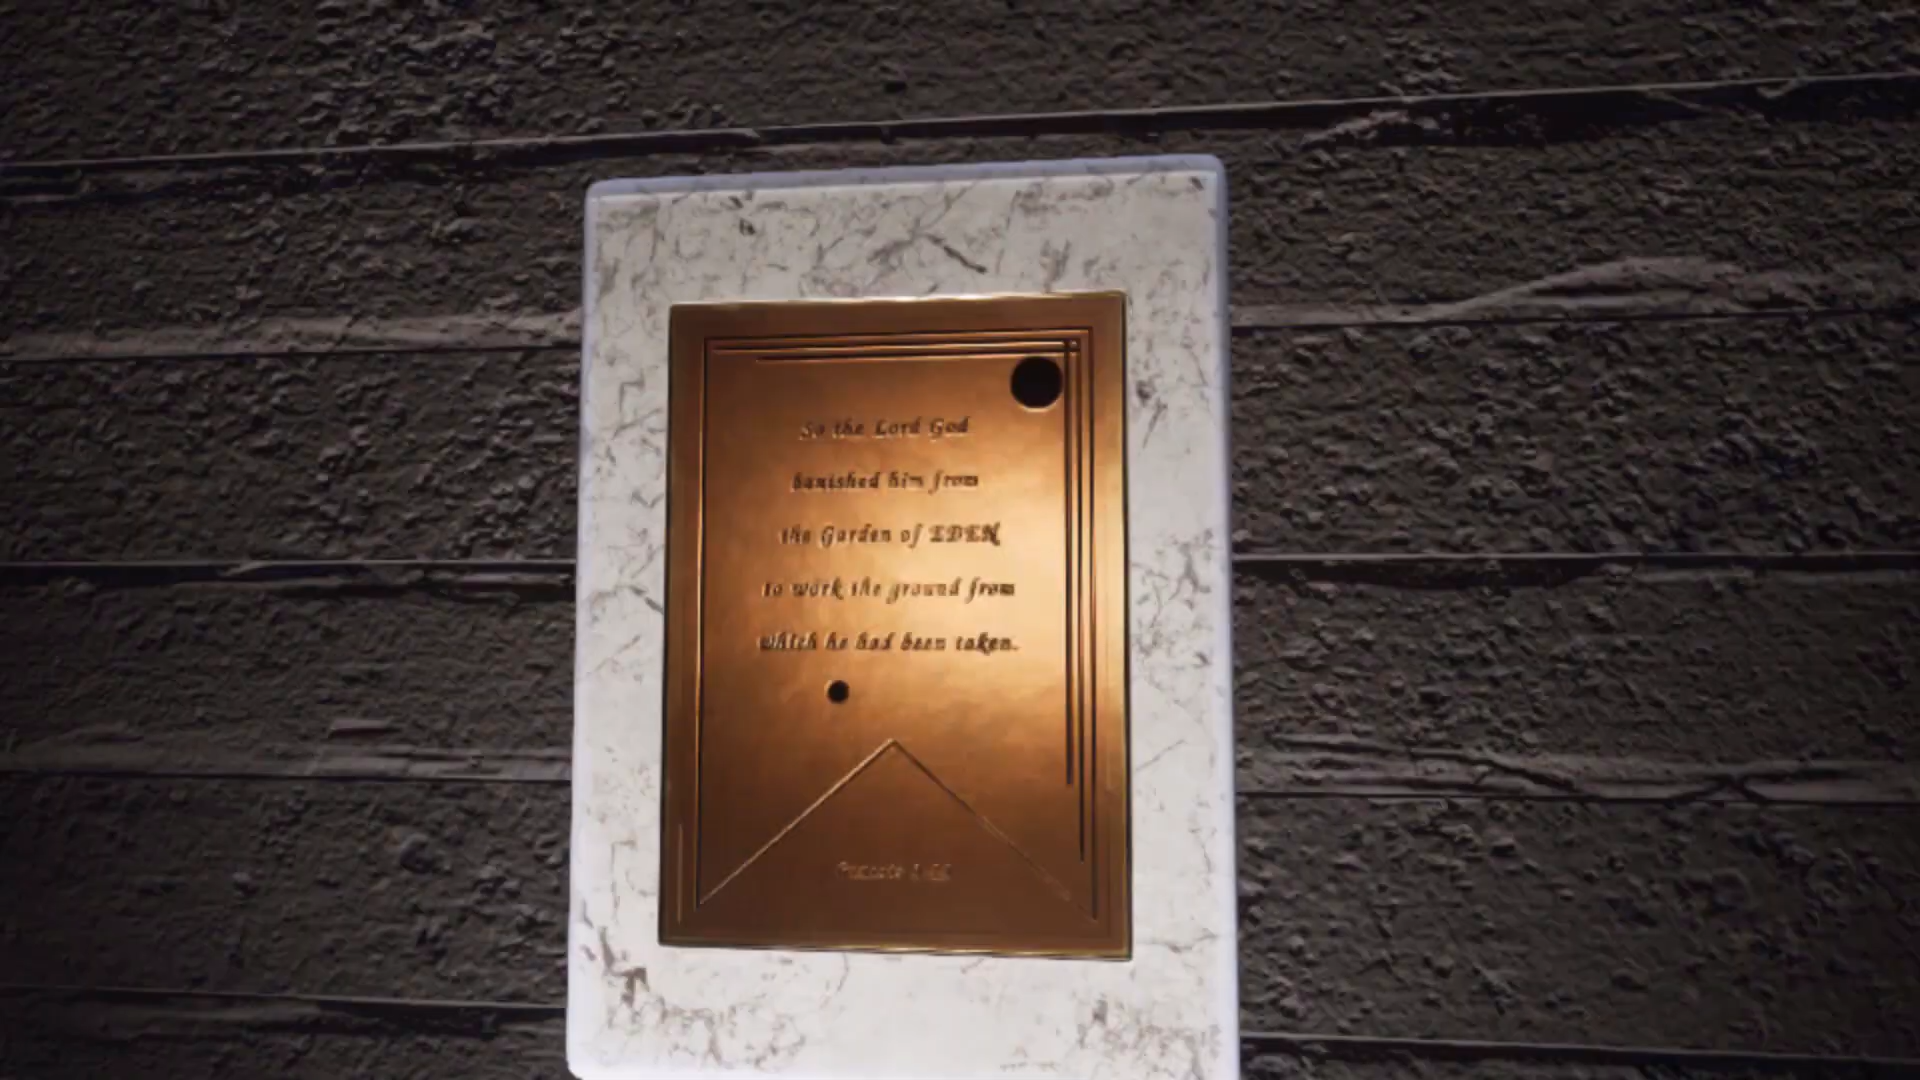 So the Lord God
banished him from
the Garden of EDEN
to work the ground from
which he had been taken.